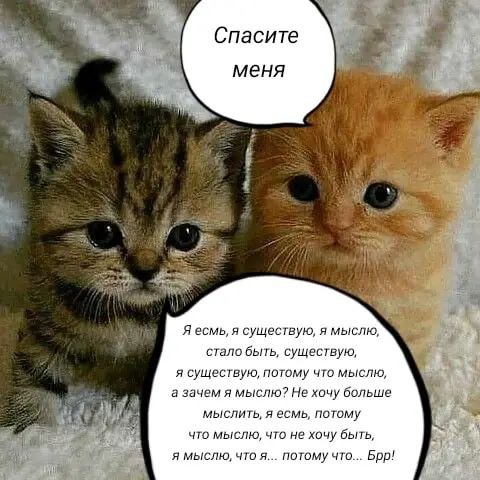 Спасите
меня
Я есмь, я существую, я мыслю,
стало быть, существую,
я существую, потому что мыслю,
а зачем я мыслю? Не хочу больше
мыслить, я есмь, потому
что мыслю, что не хочу быть,
я мыслю, что я... потому что... Брр!